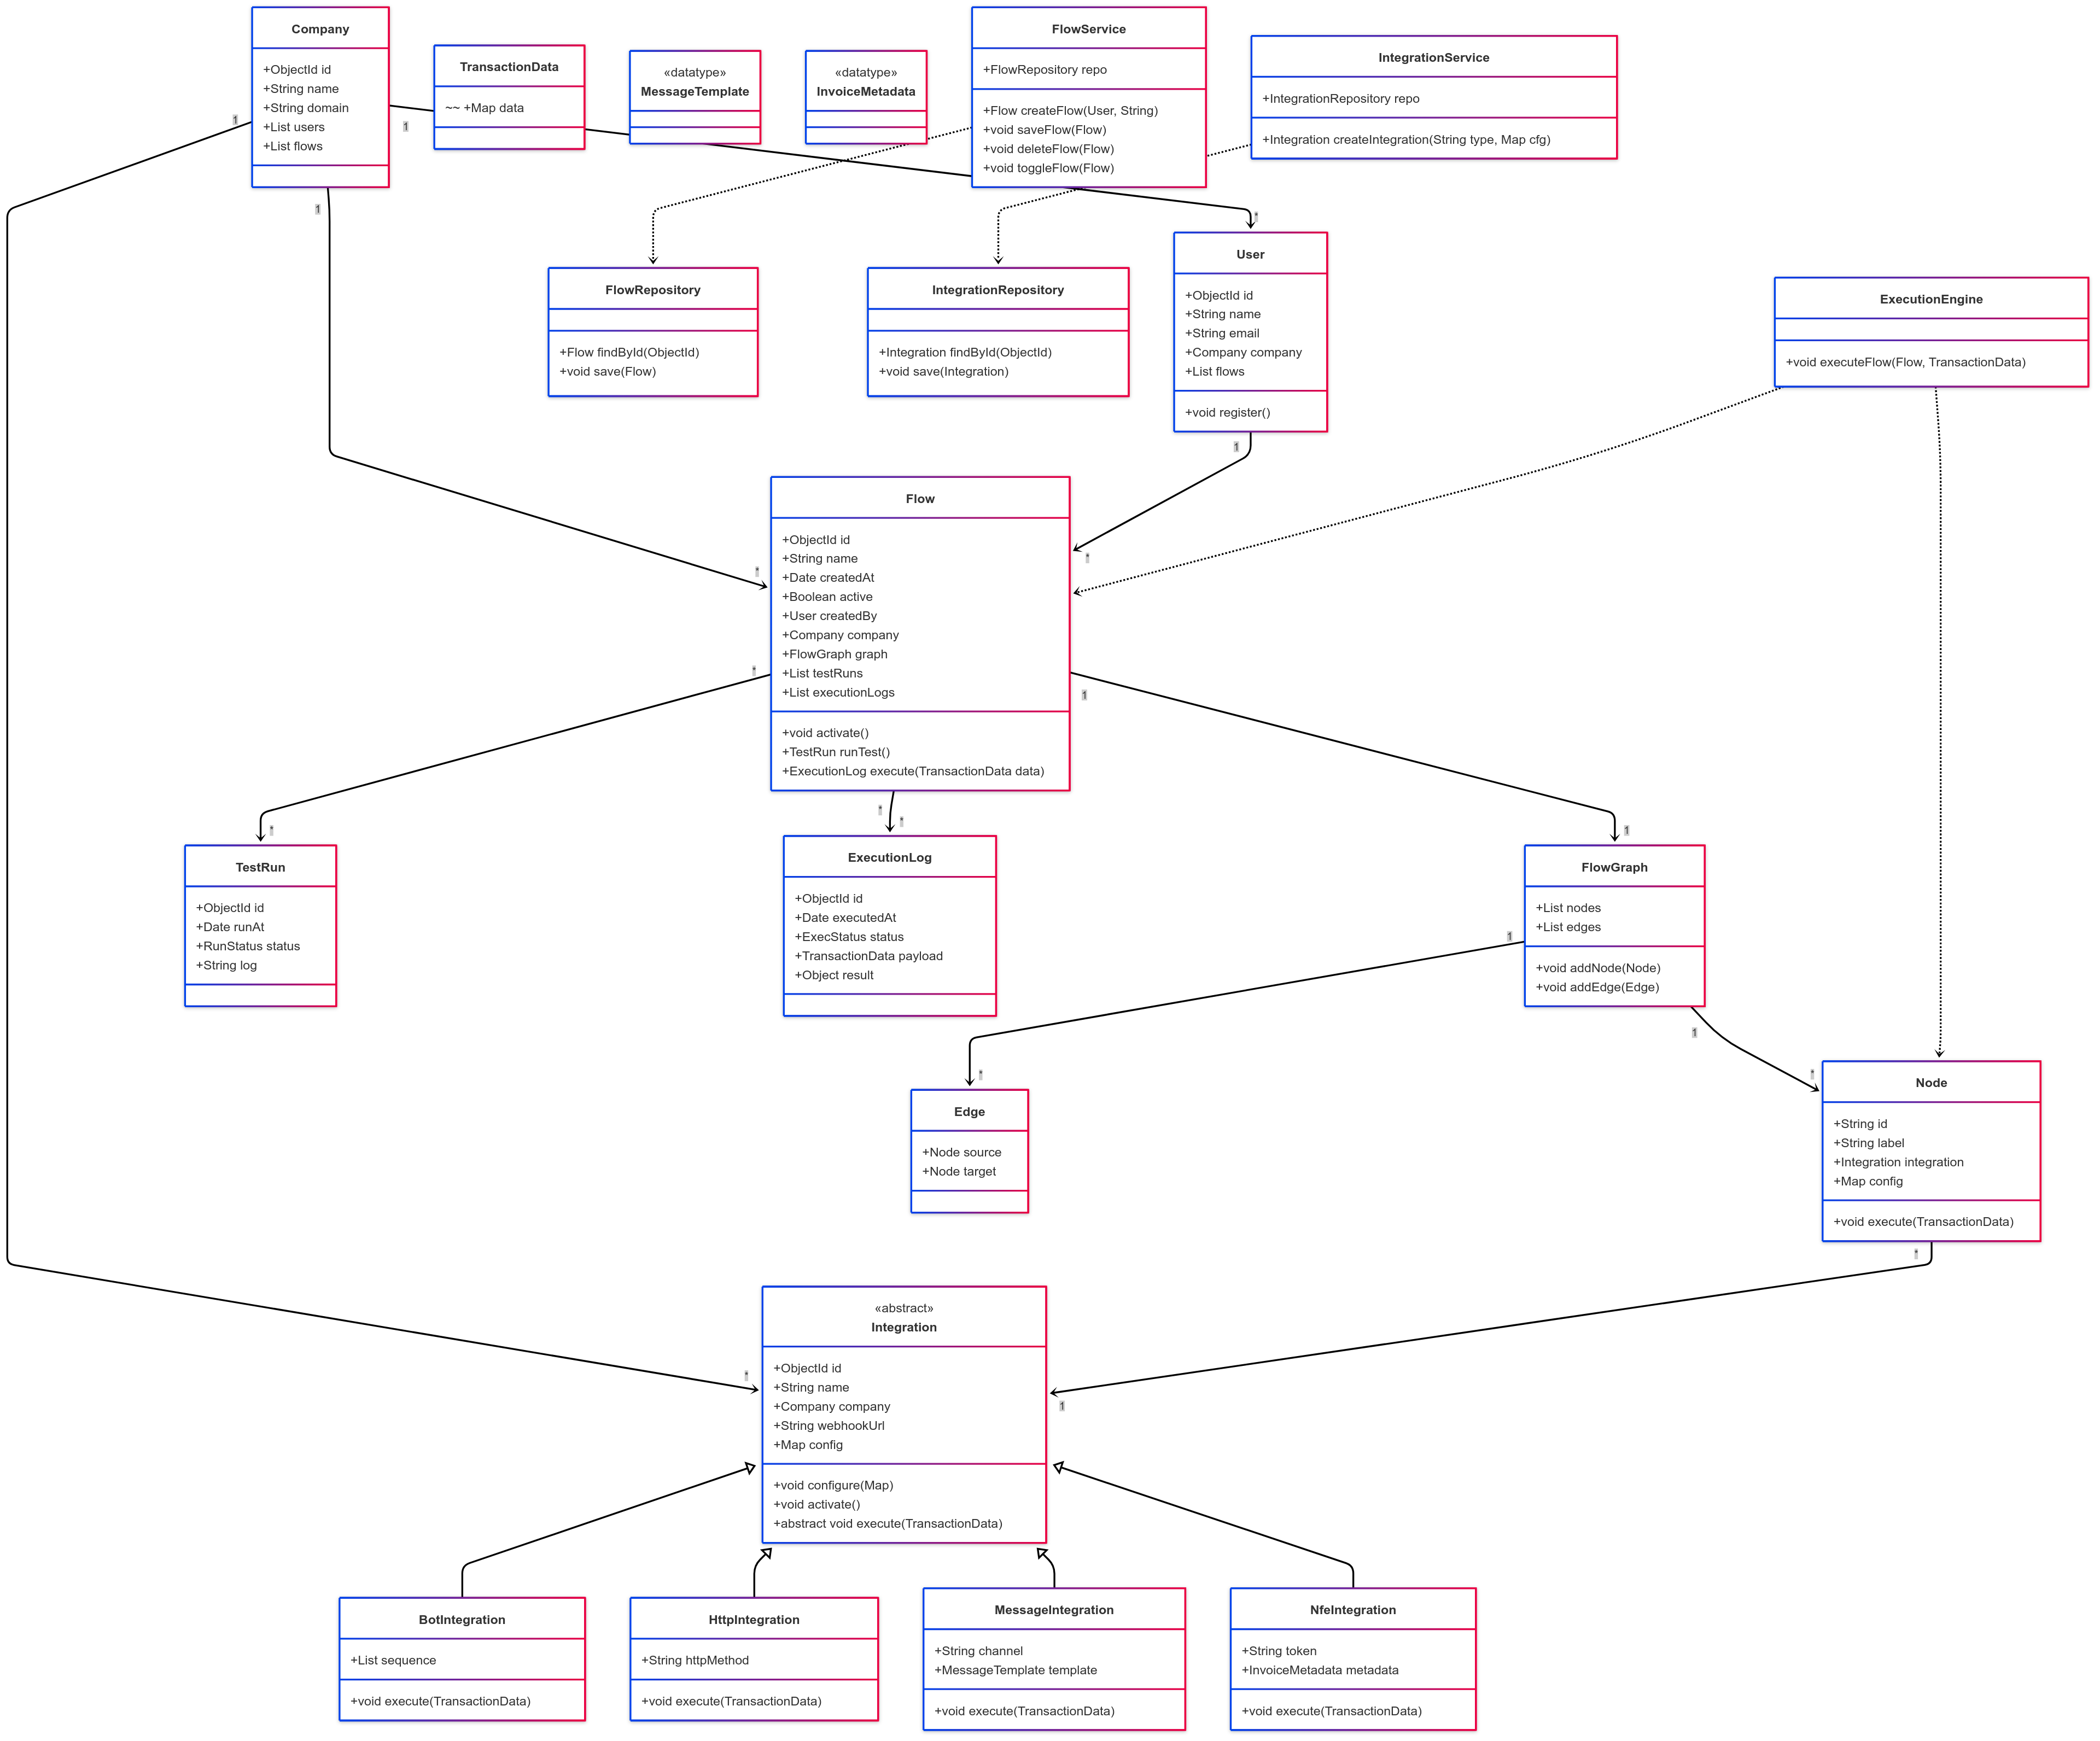 Company
+ObjectId id
+String name
+String domain
+List users
+List flows
TransactionData
~~ +Map data
«datatype»
MessageTemplate
«datatype»
InvoiceMetadata
FlowService
+FlowRepository repo
+Flow createFlow(User, String)
+void saveFlow(Flow)
+void deleteFlow(Flow)
+void toggleFlow(Flow)
IntegrationService
+IntegrationRepository repo
+Integration createIntegration(String type, Map cfg)
1
1
1
*
FlowRepository
+Flow findById(ObjectId)
+void save(Flow)
IntegrationRepository
+Integration findById(ObjectId)
+void save(Integration)
User
+ObjectId id
+String name
+String email
+Company company
+List flows
+void register()
ExecutionEngine
+void executeFlow(Flow, TransactionData)
1
*
*
Flow
+ObjectId id
+String name
+Date createdAt
+Boolean active
+User createdBy
+Company company
+FlowGraph graph
+List testRuns
+List executionLogs
+void activate()
+TestRun runTest()
+ExecutionLog execute(TransactionData data)
*
1
*
*
*
1
TestRun
+ObjectId id
+Date runAt
+RunStatus status
+String log
ExecutionLog
+ObjectId id
+Date executedAt
+ExecStatus status
+TransactionData payload
+Object result
FlowGraph
+List nodes
+List edges
+void addNode(Node)
+void addEdge(Edge)
1
1
*
*
Edge
+Node source
+Node target
Node
+String id
+String label
+Integration integration
+Map config
+void execute(TransactionData)
*
*
1
«abstract»
Integration
+ObjectId id
+String name
+Company company
+String webhookUrl
+Map config
+void configure(Map)
+void activate()
+abstract void execute(TransactionData)
BotIntegration
+List sequence
+void execute(TransactionData)
HttpIntegration
+String httpMethod
+void execute(TransactionData)
MessageIntegration
+String channel
+MessageTemplate template
+void execute(TransactionData)
NfeIntegration
+String token
+InvoiceMetadata metadata
+void execute(TransactionData)